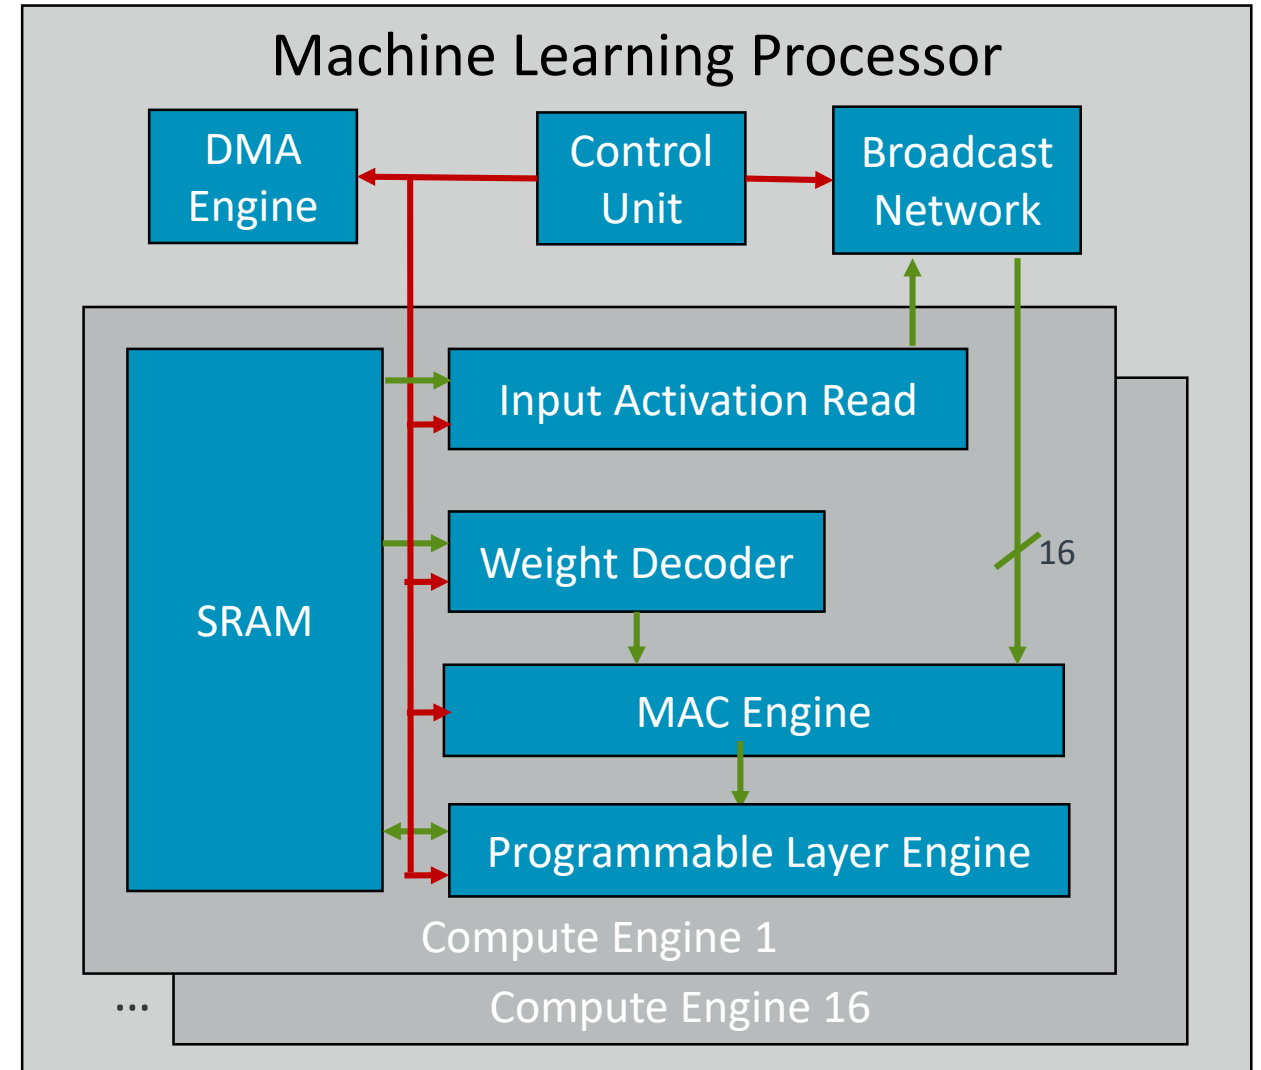 Machine Learning Processor
DMA
Engine
Control
Unit
Broadcast
Network
Input Activation Read
Weight Decoder
16
SRAM
MAC Engine
Programmable Layer Engine
Compute Engine 1
...
Compute Engine 16